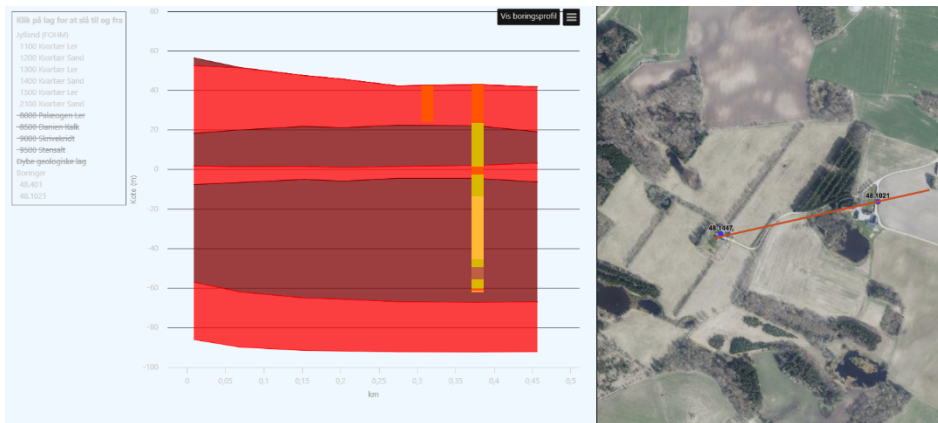 Klik på lag for at slå til og fra
Jylland (FOHM)
1100 Kvartær Ler
1200 Kvartær Sand
1300 Kvartær Ler
1400 Kvartær Sand
1500 Kvartær Ler
2100 Kvartær Sand
8000 Palæogen Ler
8500 Danien Kalk
9000 Skrivekridt
9500 Stensalt
Dybe geologiske lag
Boringer
48.401
48.1023
Vis boringsprofil
Kote (m)
80
60
40
20
0
-20
-40
-60
-80
-100
0
0,05
0,1
0,15
0,2
0,25
0,3
0,35
0,4
0,45
0,5
km
48.1021
48.1447